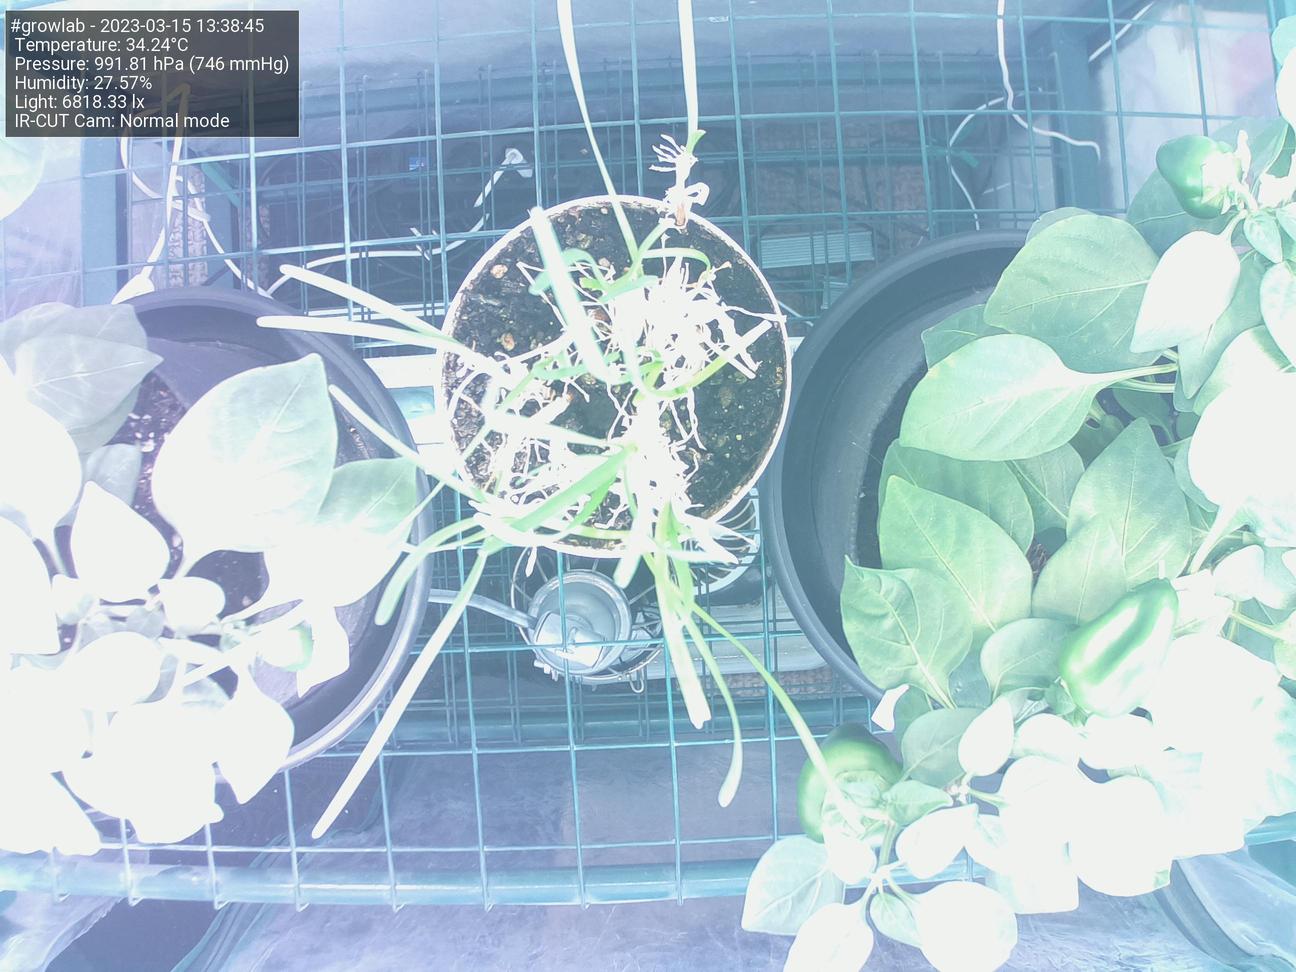 #growlab - 2023-03-15 13:38:45
Temperature: 34.24°C
Pressure: 991.81 hPa (746 mmHg)
Humidity: 27.57%
Light: 6818.33 lx
IR-CUT Cam: Normal mode